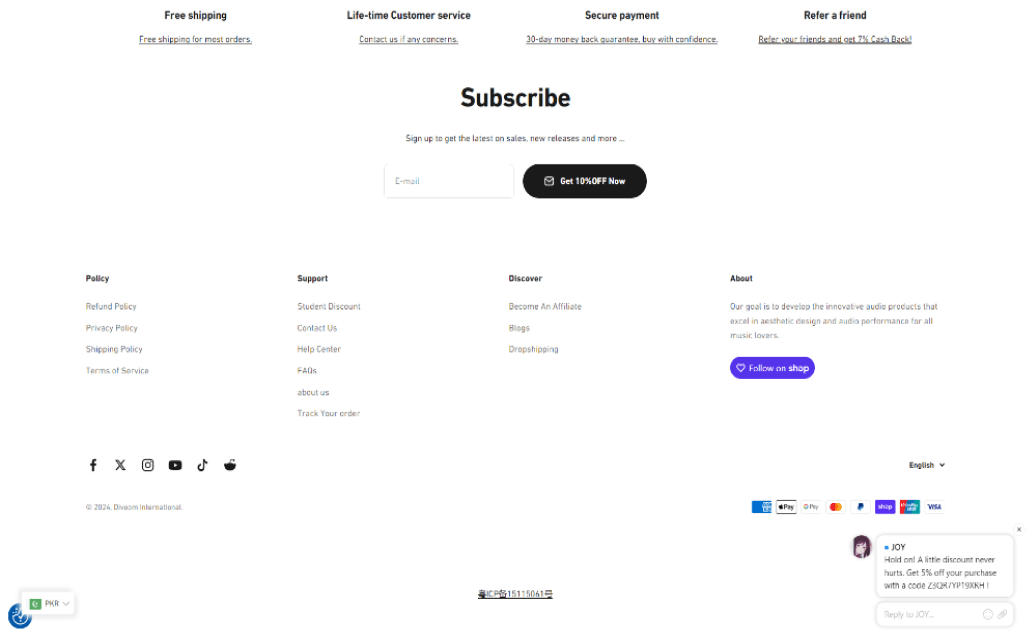 Free shipping
Life-time Customer service
Secure payment
Refer a friend
Free shipping for most orders.
Contact us if any concerns.
30-day money back guarantee, buy with confidence.
Refer your friends and get 7% Cash Back!
Subscribe
Sign up to get the latest on sales, new releases and more ...
E-mail
Get 10%OFF Now
Policy
Refund Policy
Privacy Policy
Shipping Policy
Terms of Service
Support
Student Discount
Contact Us
Help Center
FAQs
about us
Track Your order
Discover
Become An Affiliate
Blogs
Dropshipping
About
Our goal is to develop the innovative audio products that
excel in aesthetic design and audio performance for all
music lovers.
Follow on shop
English
© 2024, Divoom International.
Pay
G Pay
shop
VISA
JOY
Hold on! A little discount never
hurts. Get 5% off your purchase
with a code Z3QR7YP19XKH !
Reply to JOY...
粤ICP备15115061号
PKR